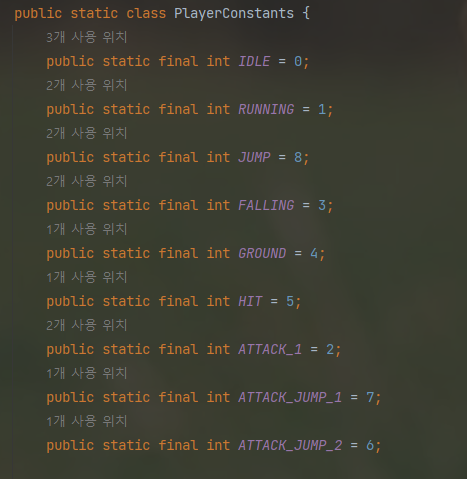 public static class PlayerConstants {
3개 사용 위치
public static final int IDLE = 0;
2개 사용 위치
public static final int RUNNING = 1;
2개 사용 위치
public static final int JUMP = 8;
2개 사용 위치
public static final int FALLING = 3;
1개 사용 위치
public static final int GROUND = 4;
1개 사용 위치
public static final int HIT = 5;
2개 사용 위치
public static final int ATTACK_1 = 2;
1개 사용 위치
public static final int ATTACK_JUMP_1 = 7;
1개 사용 위치
public static final int ATTACK_JUMP_2 = 6;